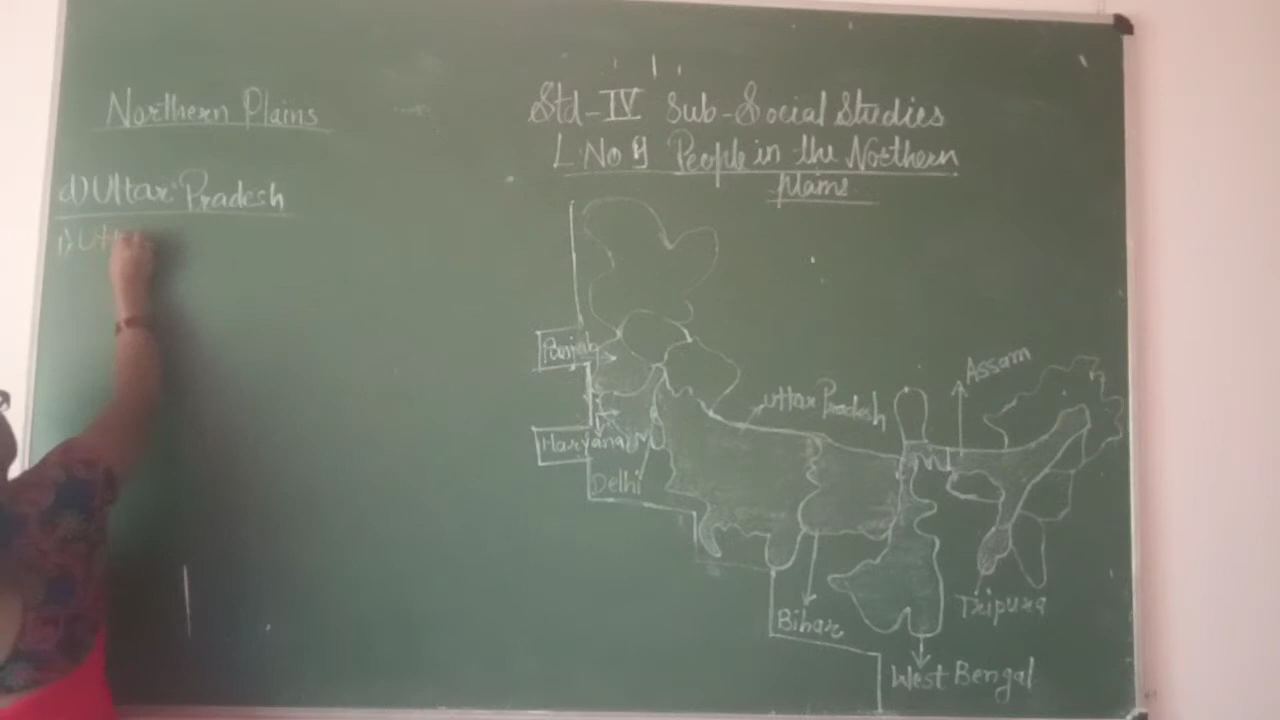 Northern Plains
d) Uttar Pradesh
i) Utt
Std-IV Sub-Social Studies
L.No 9 People in the Northern
Plains
Punjab
Haryana
Delhi
Uttar Pradesh
Assam
Bihar
Tripura
West Bengal